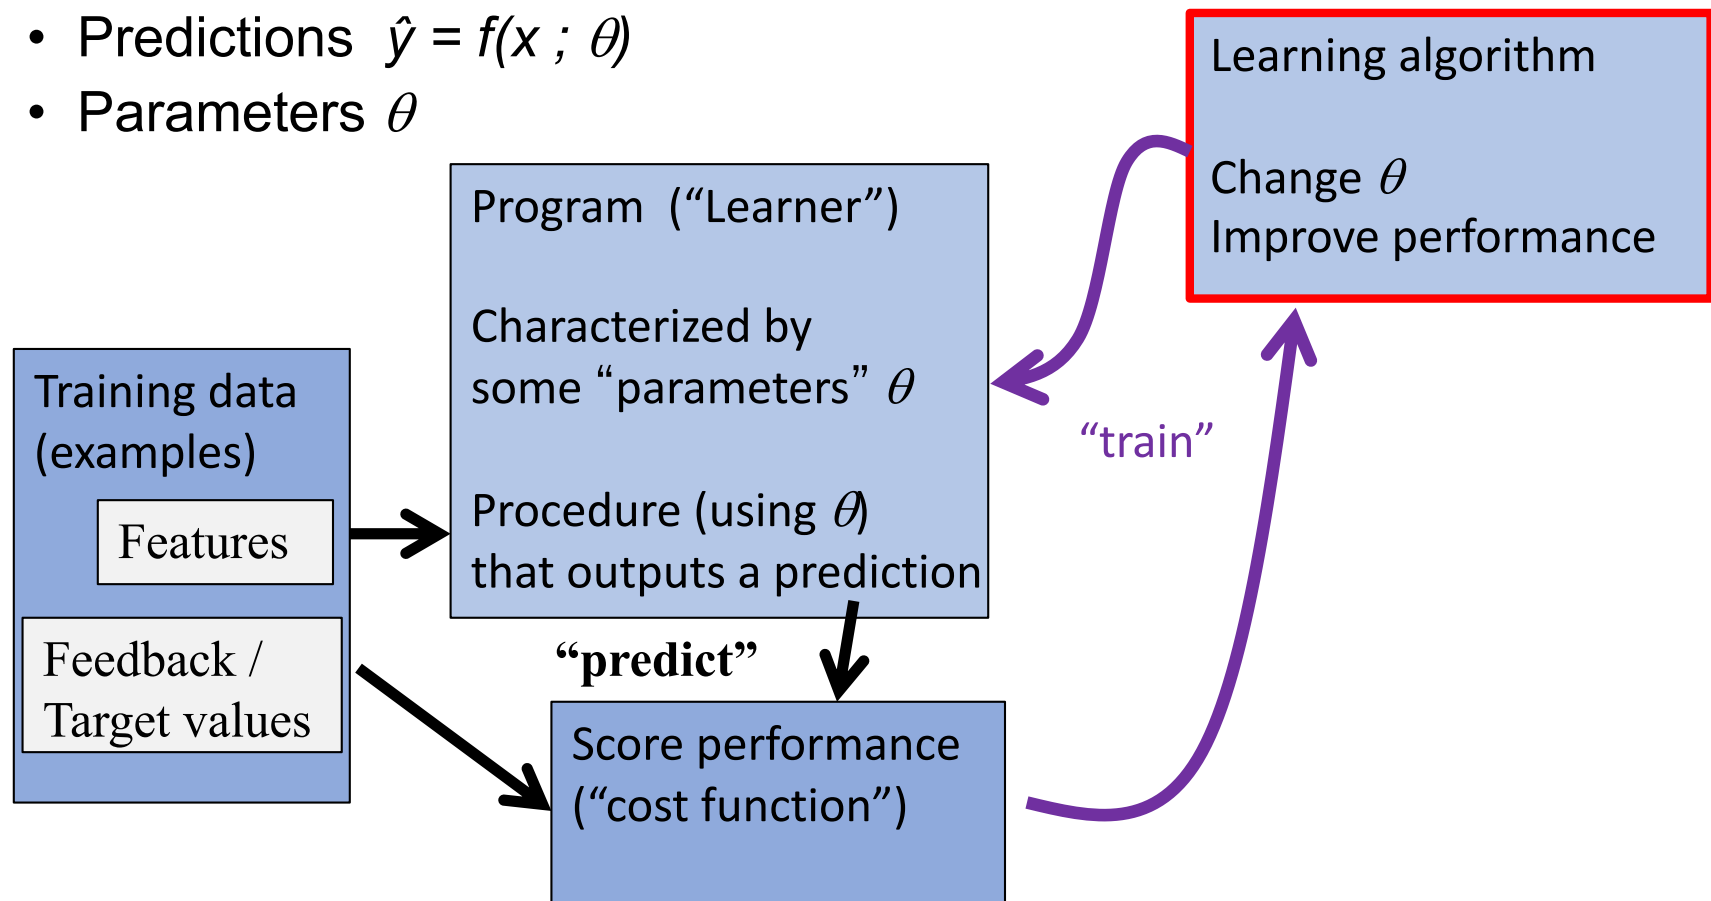 • Predictions ŷ = f(x ; θ)
• Parameters θ
Learning algorithm
Change θ
Improve performance
Program (“Learner”)
Characterized by
some “parameters” θ
Procedure (using θ)
that outputs a prediction
Training data
(examples)
Features
Feedback /
Target values
“train”
“predict”
Score performance
(“cost function”)